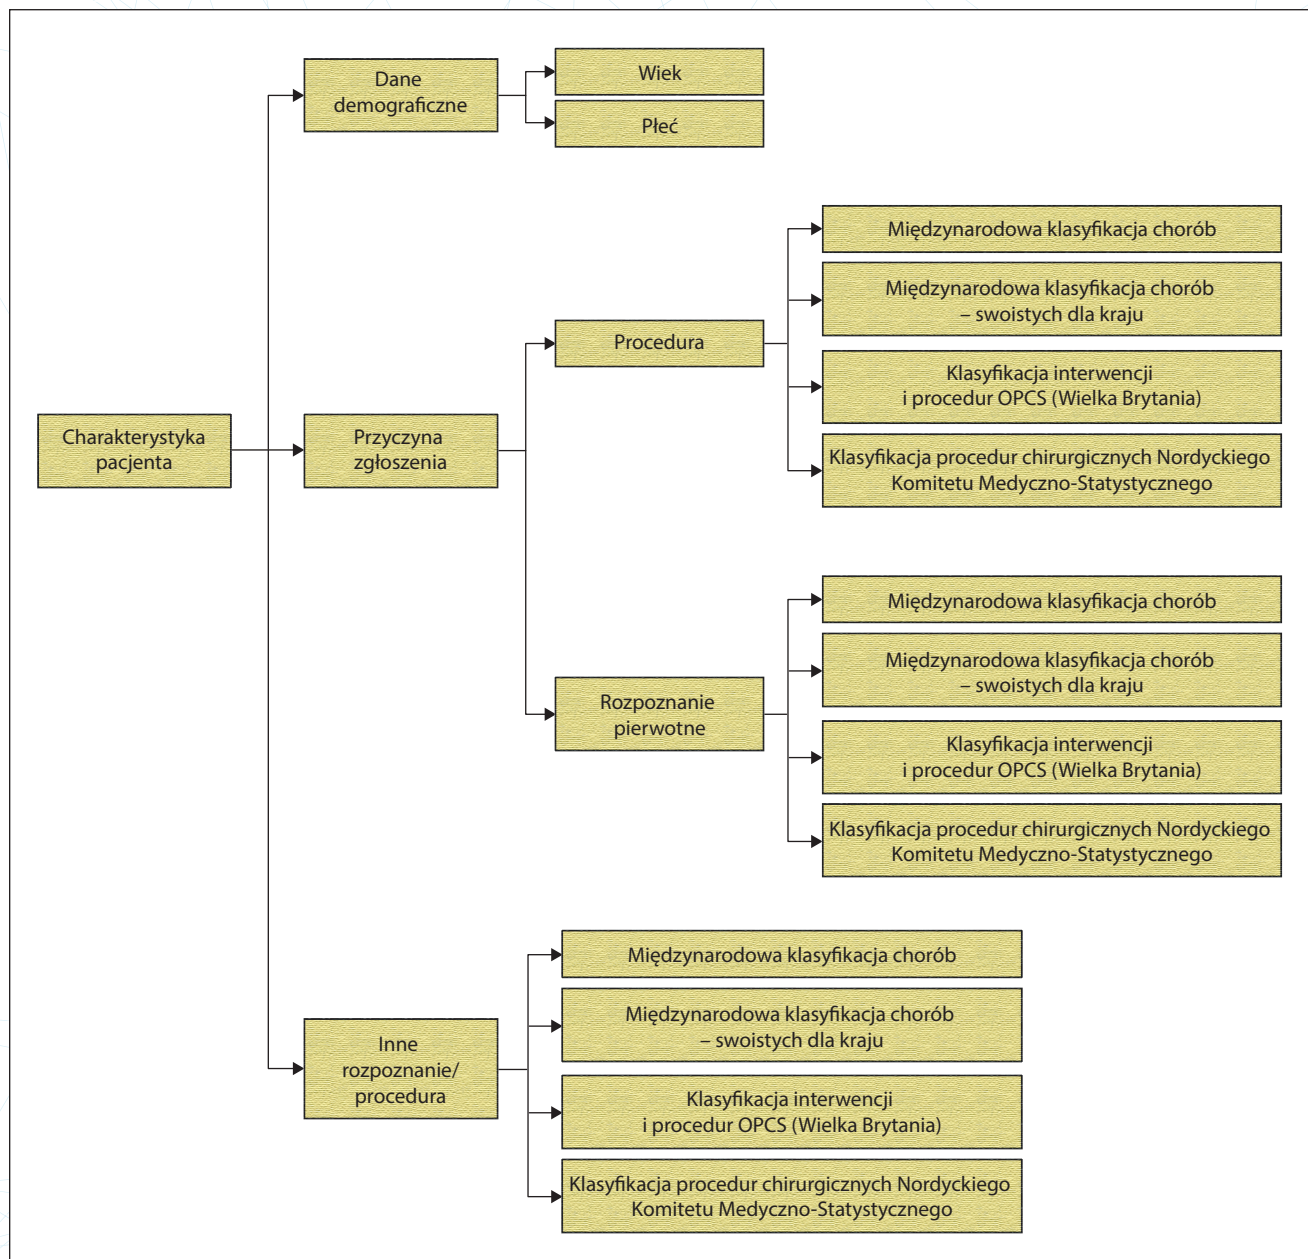 Dane
demograficzne
Wiek
Płeć
Międzynarodowa klasyfikacja chorób
Międzynarodowa klasyfikacja chorób
– swoistych dla kraju
Procedura
Klasyfikacja interwencji
i procedur OPCS (Wielka Brytania)
Charakterystyka
pacjenta
Przyczyna
zgłoszenia
Klasyfikacja procedur chirurgicznych Nordyckiego
Komitetu Medyczno-Statystycznego
Międzynarodowa klasyfikacja chorób
Międzynarodowa klasyfikacja chorób
– swoistych dla kraju
Rozpoznanie
pierwotne
Klasyfikacja interwencji
i procedur OPCS (Wielka Brytania)
Klasyfikacja procedur chirurgicznych Nordyckiego
Komitetu Medyczno-Statystycznego
Międzynarodowa klasyfikacja chorób
Międzynarodowa klasyfikacja chorób
– swoistych dla kraju
Inne
rozpoznanie/
procedura
Klasyfikacja interwencji
i procedur OPCS (Wielka Brytania)
Klasyfikacja procedur chirurgicznych Nordyckiego
Komitetu Medyczno-Statystycznego